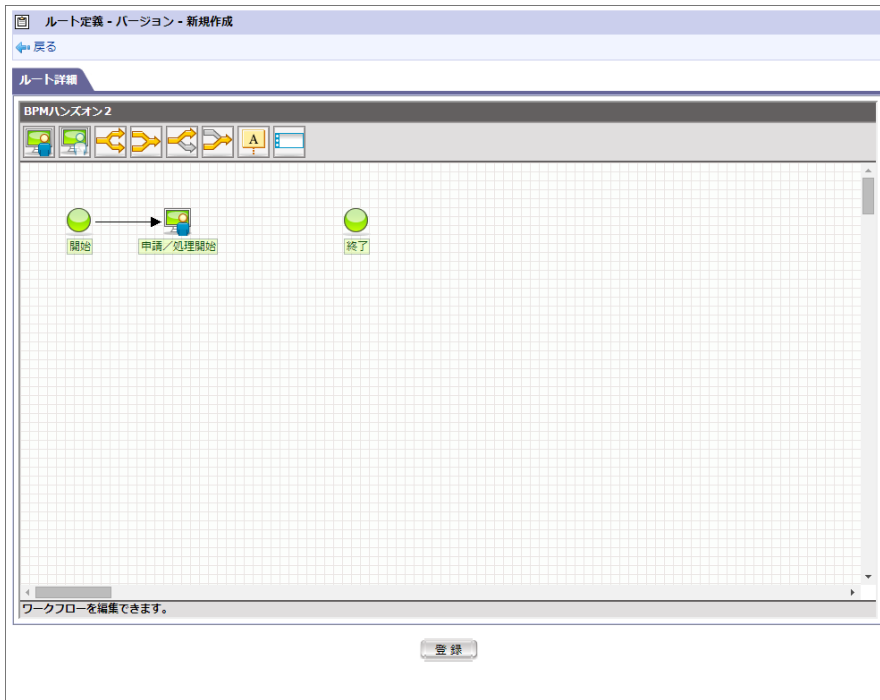 ルート定義 - バージョン - 新規作成
戻る
ルート詳細
BPMハンズオン2
A
開始
申請／処理開始
終了
ワークフローを編集できます。
登 録